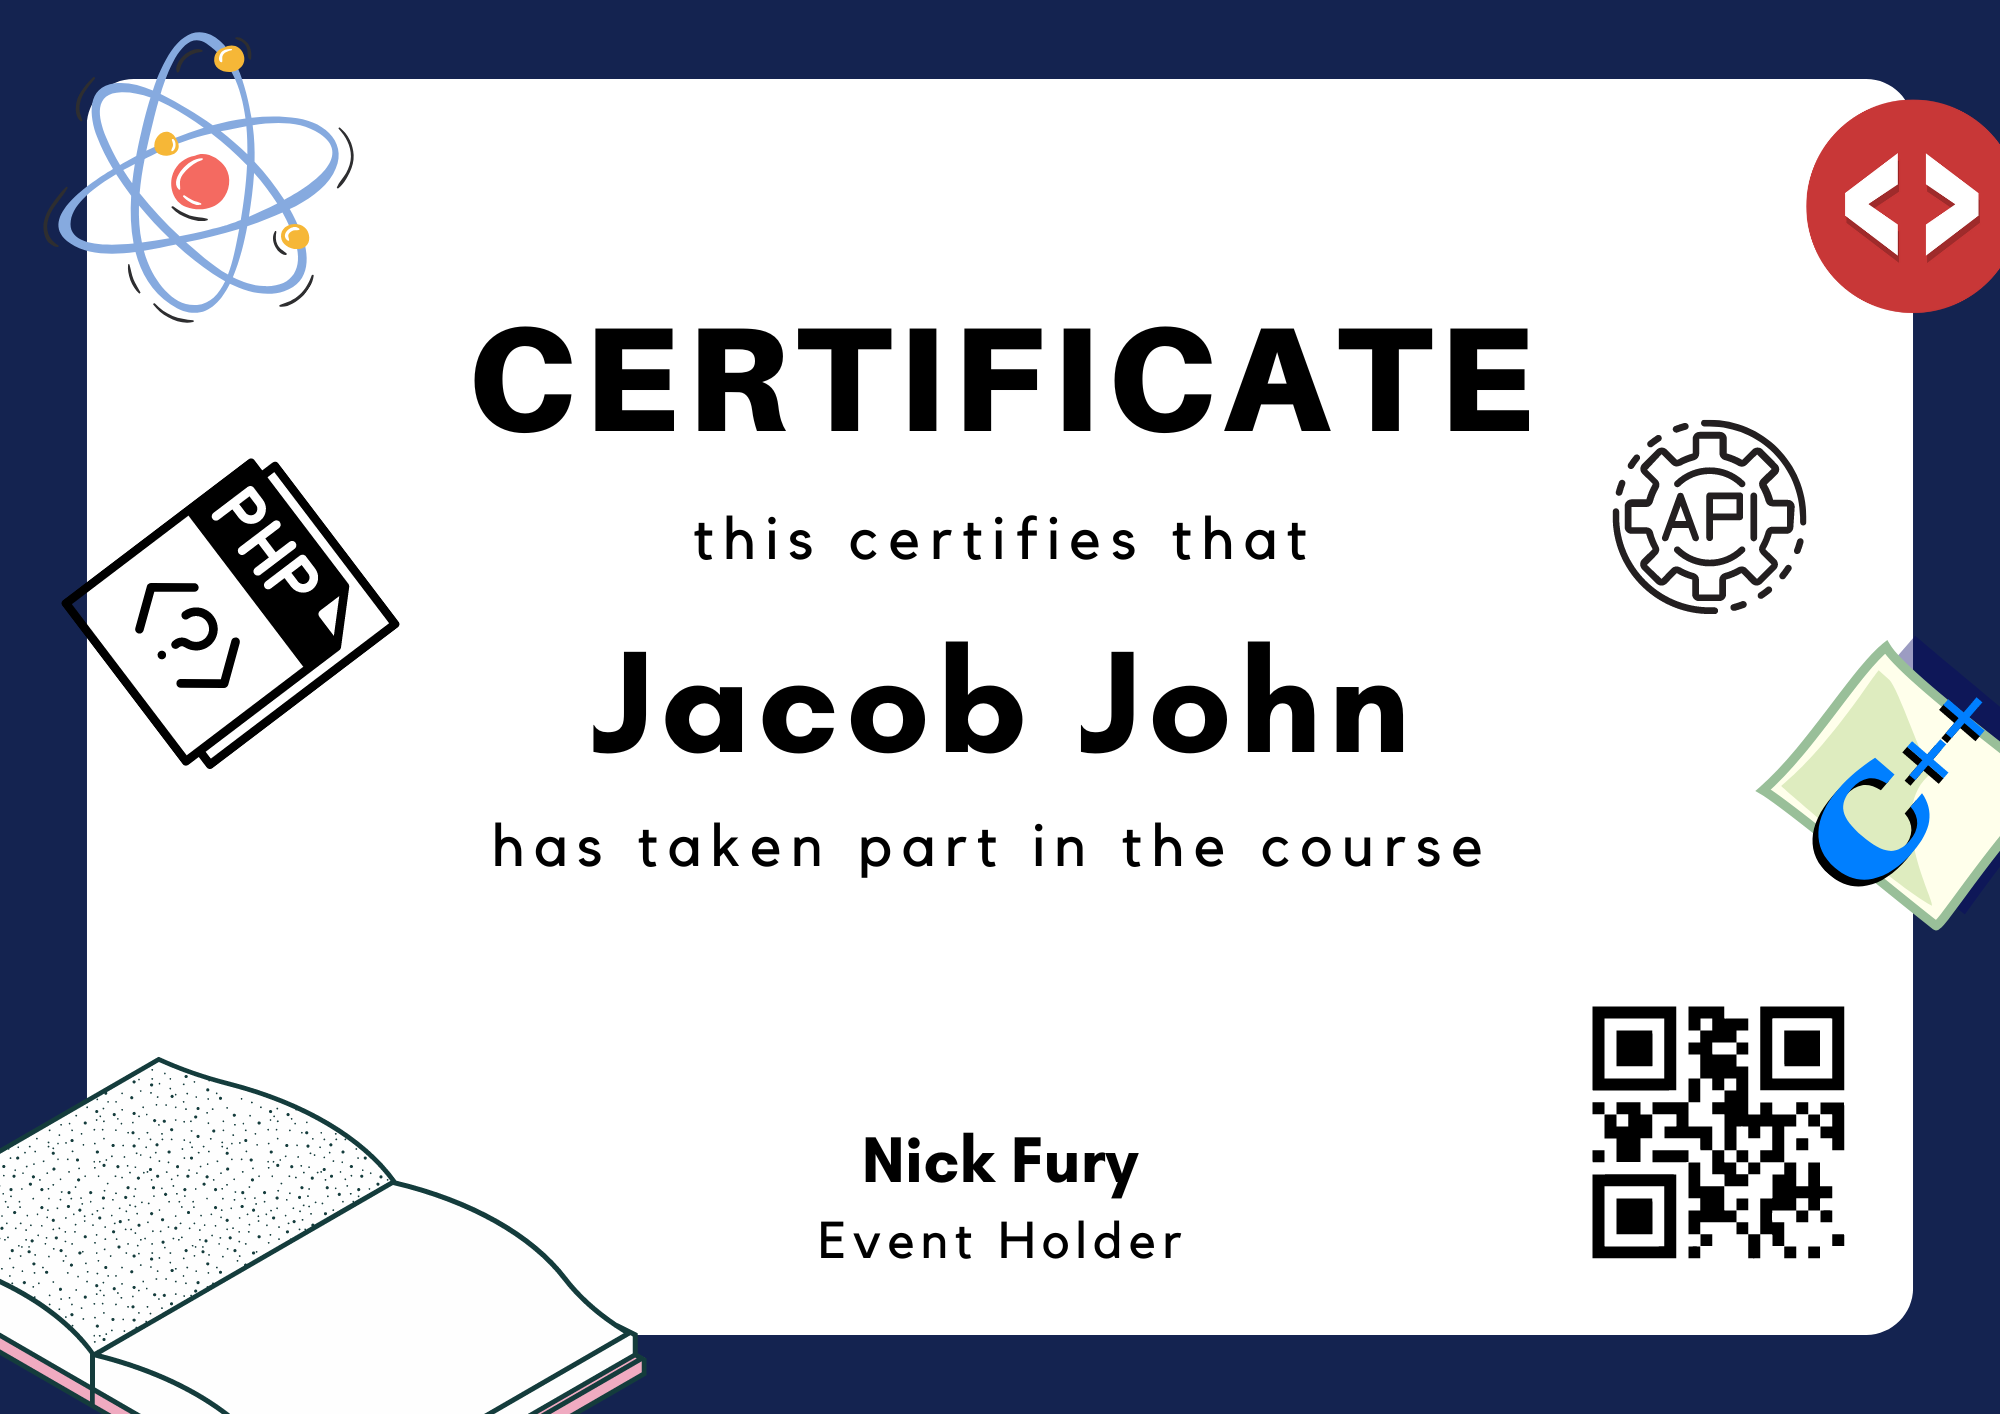 CERTIFICATE
PHP
API
this certifies that
Jacob John
C++
has taken part in the course
Nick Fury
Event Holder